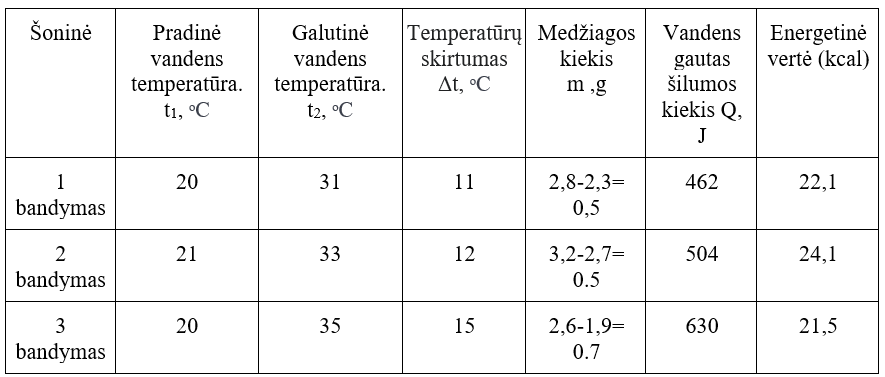 Šoninė
Pradinė
vandens
temperatūra.
t₁, ᵒC
Galutinė
vandens
temperatūra.
t₂, ᵒC
Temperatūrų
skirtumas
Δt, ᵒC
Medžiagos
kiekis
m ,g
Vandens
gautas
šilumos
kiekis Q,
J
Energetinė
vertė (kcal)
1
bandymas
20
31
11
2,8-2,3=
0,5
462
22,1
2
bandymas
21
33
12
3,2-2,7=
0.5
504
24,1
3
bandymas
20
35
15
2,6-1,9=
0.7
630
21,5